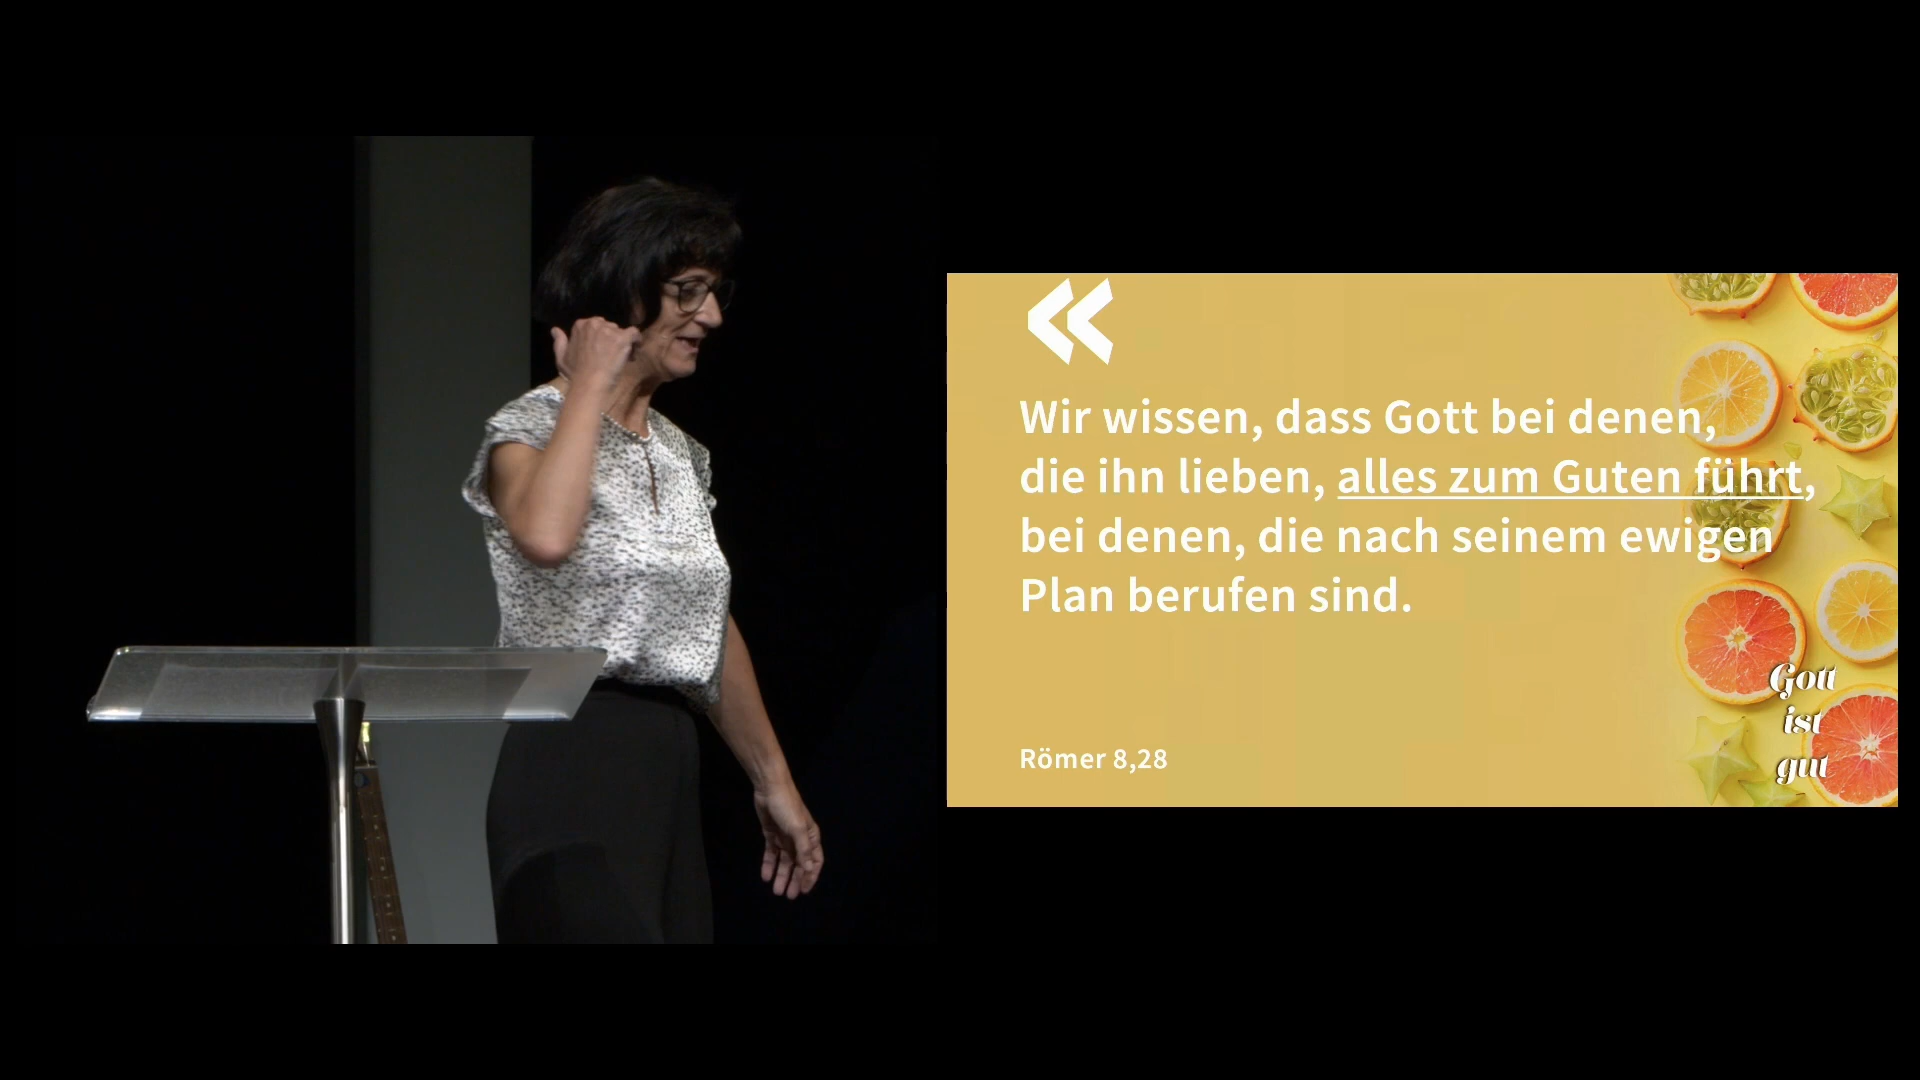 «
Wir wissen, dass Gott bei denen,
die ihn lieben, alles zum Guten führt,
bei denen, die nach seinem ewigen
Plan berufen sind.
Römer 8,28
Gott
ist
gut